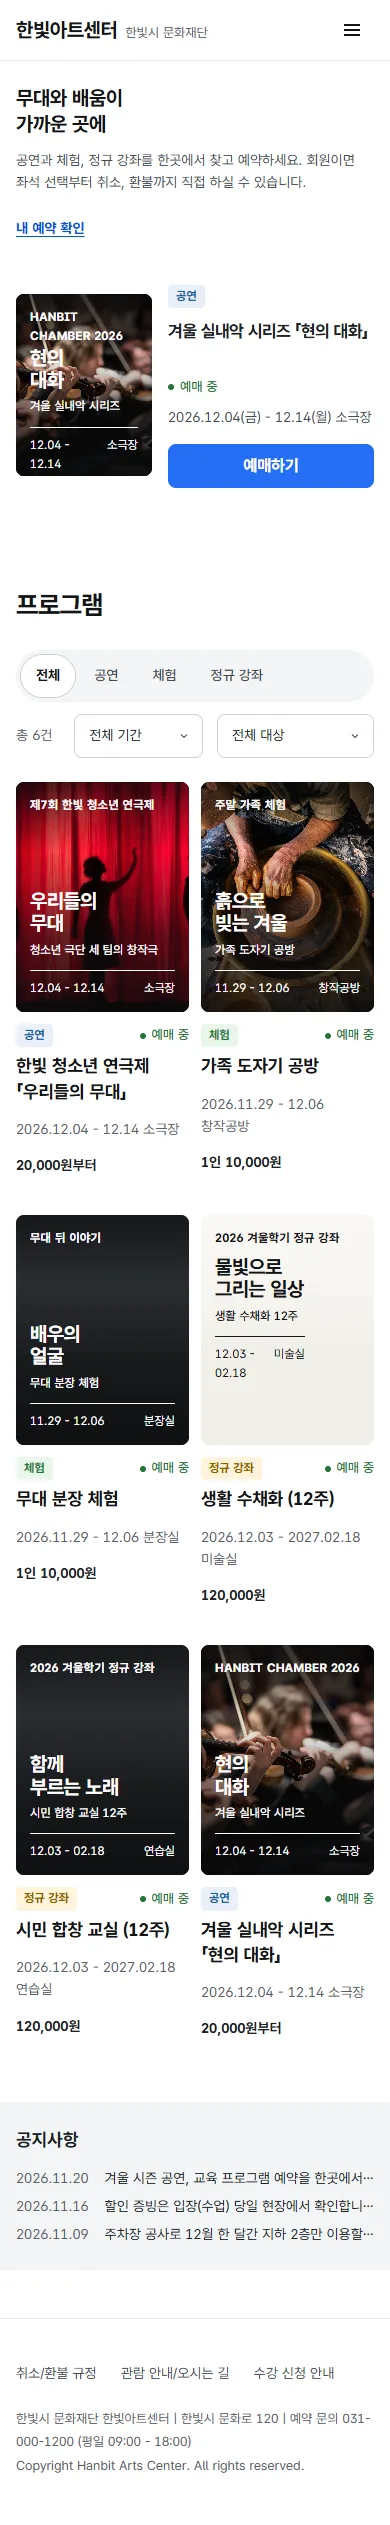 한빛아트센터 한빛시 문화재단
무대와 배움이
가까운 곳에
공연과 체험, 정규 강좌를 한곳에서 찾고 예약하세요. 회원이면
좌석 선택부터 취소, 환불까지 직접 하실 수 있습니다.
내 예약 확인
HANBIT
CHAMBER 2026
현의
대화
겨울 실내악 시리즈
12.04 - 소극장
12.14
공연
겨울 실내악 시리즈 「현의 대화」
예매 중
2026.12.04(금) - 12.14(월) 소극장
예매하기
프로그램
전체 공연 체험 정규 강좌
총 6건 전체 기간 전체 대상
제7회 한빛 청소년 연극제
우리들의
무대
청소년 극단 세 팀의 창작극
12.04 - 12.14 소극장
공연 예매 중
한빛 청소년 연극제
「우리들의 무대」
2026.12.04 - 12.14 소극장
20,000원부터
주말 가족 체험
흙으로
빚는 겨울
가족 도자기 공방
11.29 - 12.06 창작공방
체험 예매 중
가족 도자기 공방
2026.11.29 - 12.06
창작공방
1인 10,000원
무대 뒤 이야기
배우의
얼굴
무대 분장 체험
11.29 - 12.06 분장실
체험 예매 중
무대 분장 체험
2026.11.29 - 12.06 분장실
1인 10,000원
2026 겨울학기 정규 강좌
물빛으로
그리는 일상
생활 수채화 12주
12.03 - 미술실
02.18
정규 강좌 예매 중
생활 수채화 (12주)
2026.12.03 - 2027.02.18
미술실
120,000원
2026 겨울학기 정규 강좌
함께
부르는 노래
시민 합창 교실 12주
12.03 - 02.18 연습실
정규 강좌 예매 중
시민 합창 교실 (12주)
2026.12.03 - 2027.02.18
연습실
120,000원
HANBIT CHAMBER 2026
현의
대화
겨울 실내악 시리즈
12.04 - 12.14 소극장
공연 예매 중
겨울 실내악 시리즈
「현의 대화」
2026.12.04 - 12.14 소극장
20,000원부터
공지사항
2026.11.20 겨울 시즌 공연, 교육 프로그램 예약을 한곳에서…
2026.11.16 할인 증빙은 입장(수업) 당일 현장에서 확인합니…
2026.11.09 주차장 공사로 12월 한 달간 지하 2층만 이용할…
취소/환불 규정 관람 안내/오시는 길 수강 신청 안내
한빛시 문화재단 한빛아트센터 | 한빛시 문화로 120 | 예약 문의 031-
000-1200 (평일 09:00 - 18:00)
Copyright Hanbit Arts Center. All rights reserved.